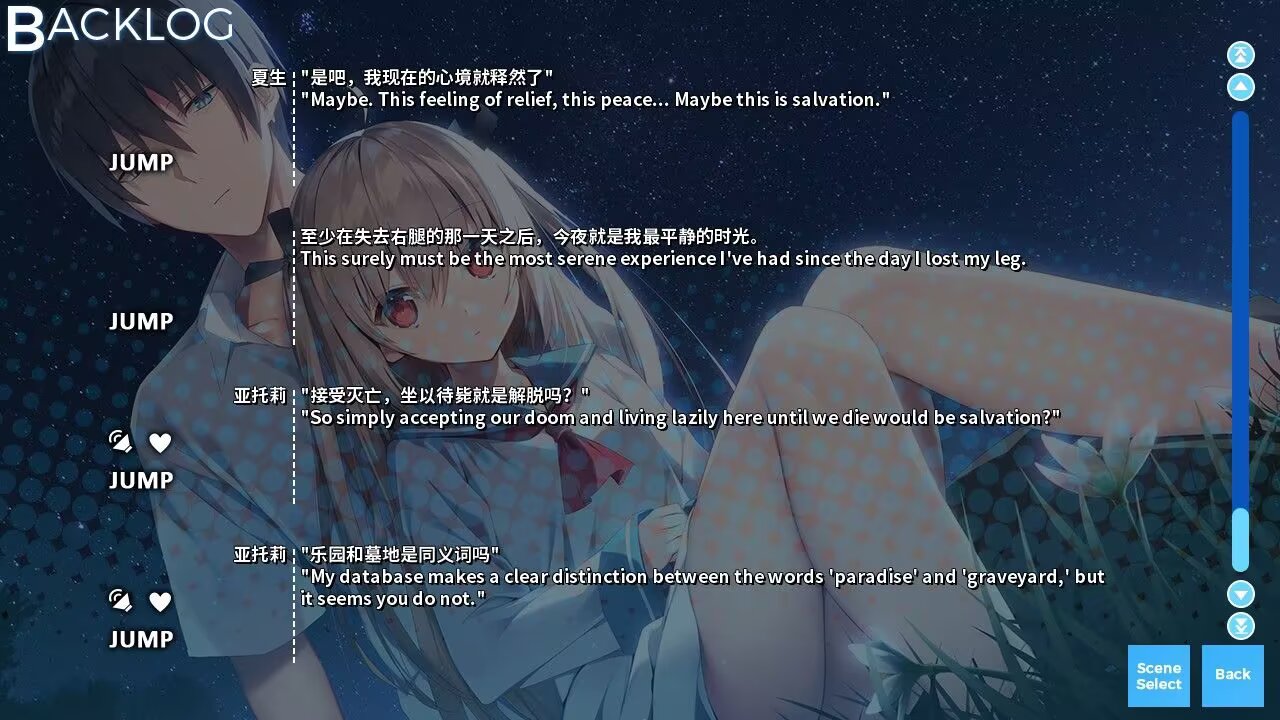 BACKLOG
夏生 "是吧，我现在的心境就释然了"
"Maybe. This feeling of relief, this peace... Maybe this is salvation."
JUMP
至少在失去右腿的那一天之后，今夜就是我最平静的时光。
This surely must be the most serene experience I've had since the day I lost my leg.
JUMP
亚托莉 "接受灭亡，坐以待毙就是解脱吗？"
"So simply accepting our doom and living lazily here until we die would be salvation?"
JUMP
亚托莉 "乐园和墓地是同义词吗"
"My database makes a clear distinction between the words 'paradise' and 'graveyard,' but
it seems you do not."
JUMP
Scene
Select
Back